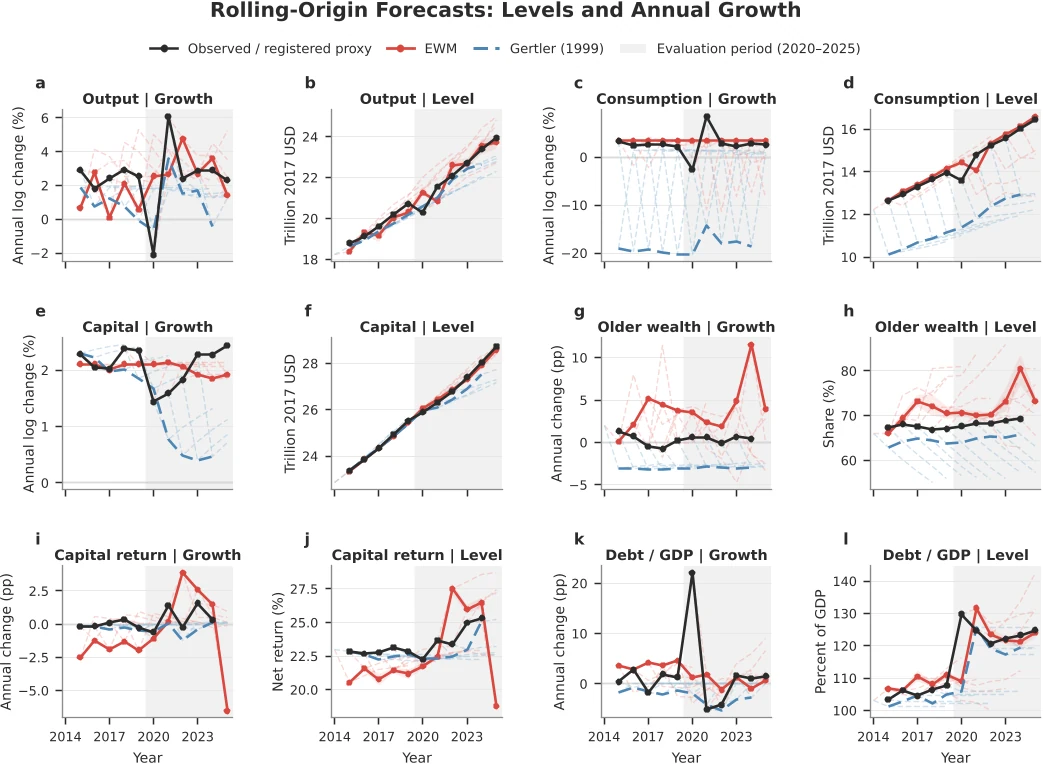 Rolling-Origin Forecasts: Levels and Annual Growth
Observed / registered proxy EWM Gertler (1999) Evaluation period (2020–2025)
a
Output | Growth
Annual log change (%)
6
4
2
0
−2
b
Output | Level
Trillion 2017 USD
24
22
20
18
c
Consumption | Growth
Annual log change (%)
0
−10
−20
d
Consumption | Level
Trillion 2017 USD
16
14
12
10
e
Capital | Growth
Annual log change (%)
2
0
f
Capital | Level
Trillion 2017 USD
28
26
24
g
Older wealth | Growth
Annual change (pp)
10
5
0
−5
h
Older wealth | Level
Share (%)
80
70
60
i
Capital return | Growth
Annual change (pp)
2.5
0.0
−2.5
−5.0
2014 2017 2020 2023
Year
j
Capital return | Level
Net return (%)
27.5
25.0
22.5
20.0
2014 2017 2020 2023
Year
k
Debt / GDP | Growth
Annual change (pp)
20
10
0
2014 2017 2020 2023
Year
l
Debt / GDP | Level
Percent of GDP
140
130
120
110
100
2014 2017 2020 2023
Year